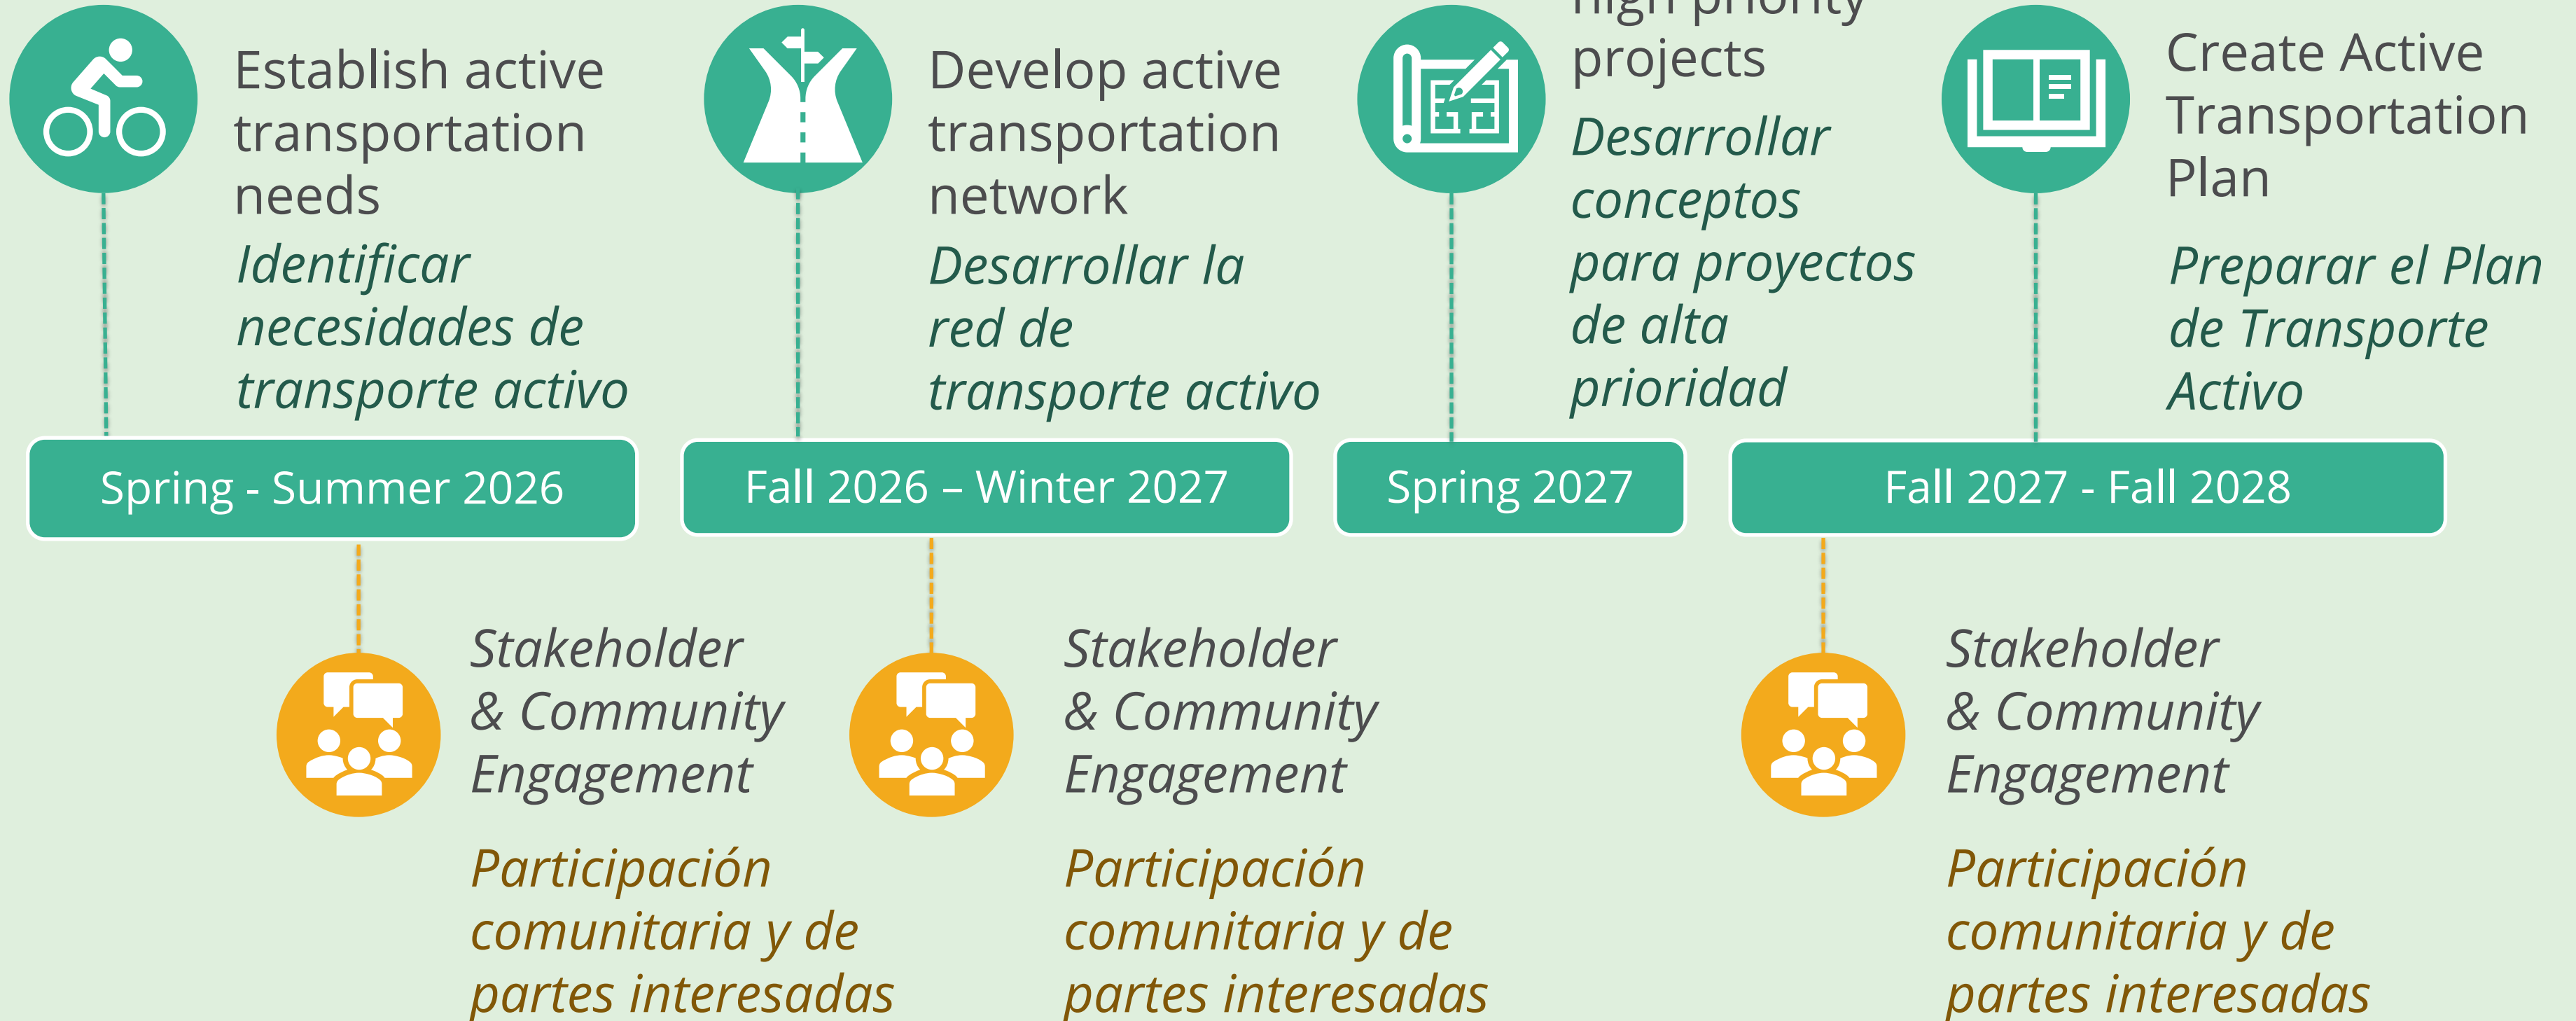 Establish active
transportation
needs
Identificar
necesidades de
transporte activo
Develop active
transportation
network
Desarrollar la
red de
transporte activo
high priority
projects
Desarrollar
conceptos
para proyectos
de alta
prioridad
Create Active
Transportation
Plan
Preparar el Plan
de Transporte
Activo
Spring - Summer 2026
Fall 2026 – Winter 2027
Spring 2027
Fall 2027 - Fall 2028
Stakeholder
& Community
Engagement
Participación
comunitaria y de
partes interesadas
Stakeholder
& Community
Engagement
Participación
comunitaria y de
partes interesadas
Stakeholder
& Community
Engagement
Participación
comunitaria y de
partes interesadas